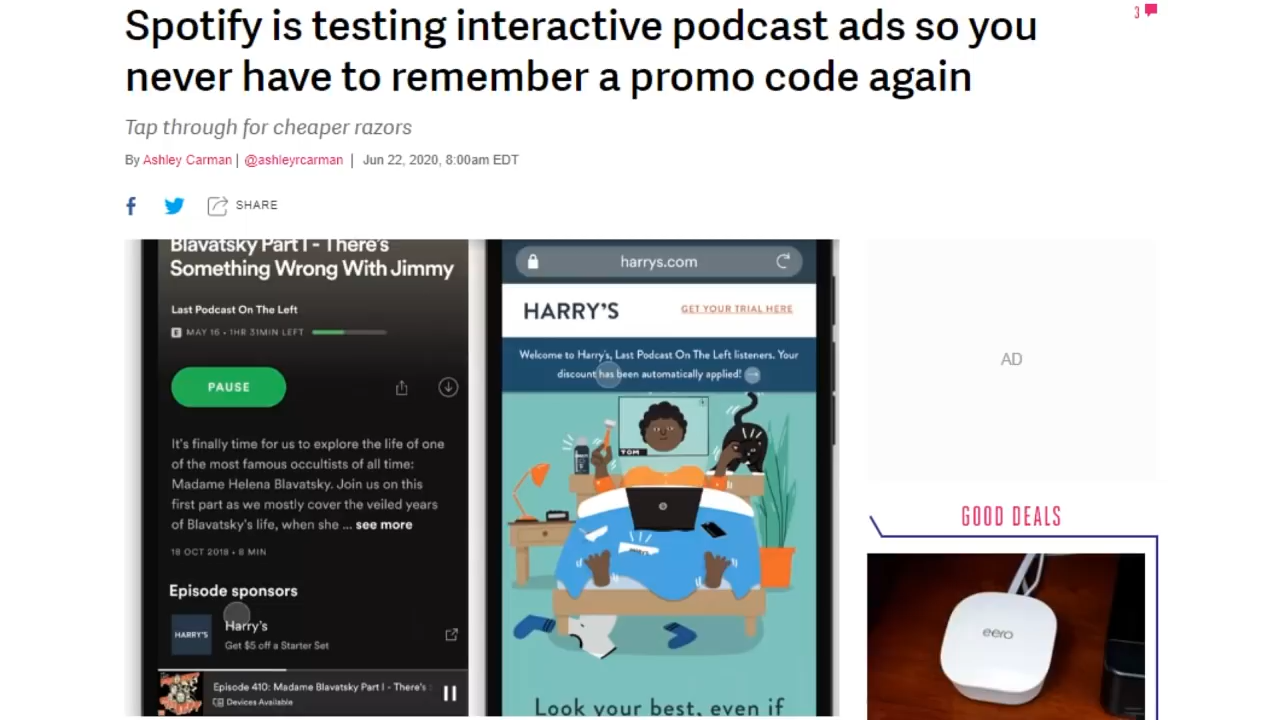 Spotify is testing interactive podcast ads so you
never have to remember a promo code again
3
Tap through for cheaper razors
By Ashley Carman | @ashleyrcarman | Jun 22, 2020, 8:00am EDT
SHARE
Blavatsky Part I - There's
Something Wrong With Jimmy
Last Podcast On The Left
E MAY 16 • 1HR 31MIN LEFT
PAUSE
It's finally time for us to explore the life of one
of the most famous occultists of all time:
Madame Helena Blavatsky. Join us on this
first part as we mostly cover the veiled years
of Blavatsky's life, when she ... see more
18 OCT 2018 • 8 MIN
Episode sponsors
HARRY'S
Harry's
Get $5 off a Starter Set
Episode 410: Madame Blavatsky Part I - There's
Devices Available
harrys.com
HARRY'S
GET YOUR TRIAL HERE
Welcome to Harry's, Last Podcast On The Left listeners. Your
discount has been automatically applied!
TOM
HARRY'S
Look your best, even if
AD
GOOD DEALS
eero